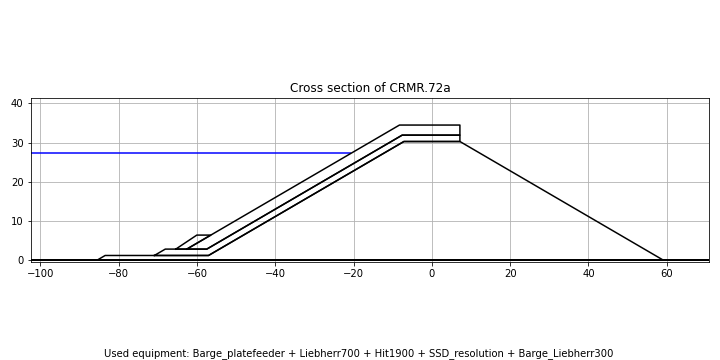 Cross section of CRMR.72a
40
30
20
10
0
−100 −80 −60 −40 −20 0 20 40 60
Used equipment: Barge_platefeeder + Liebherr700 + Hit1900 + SSD_resolution + Barge_Liebherr300